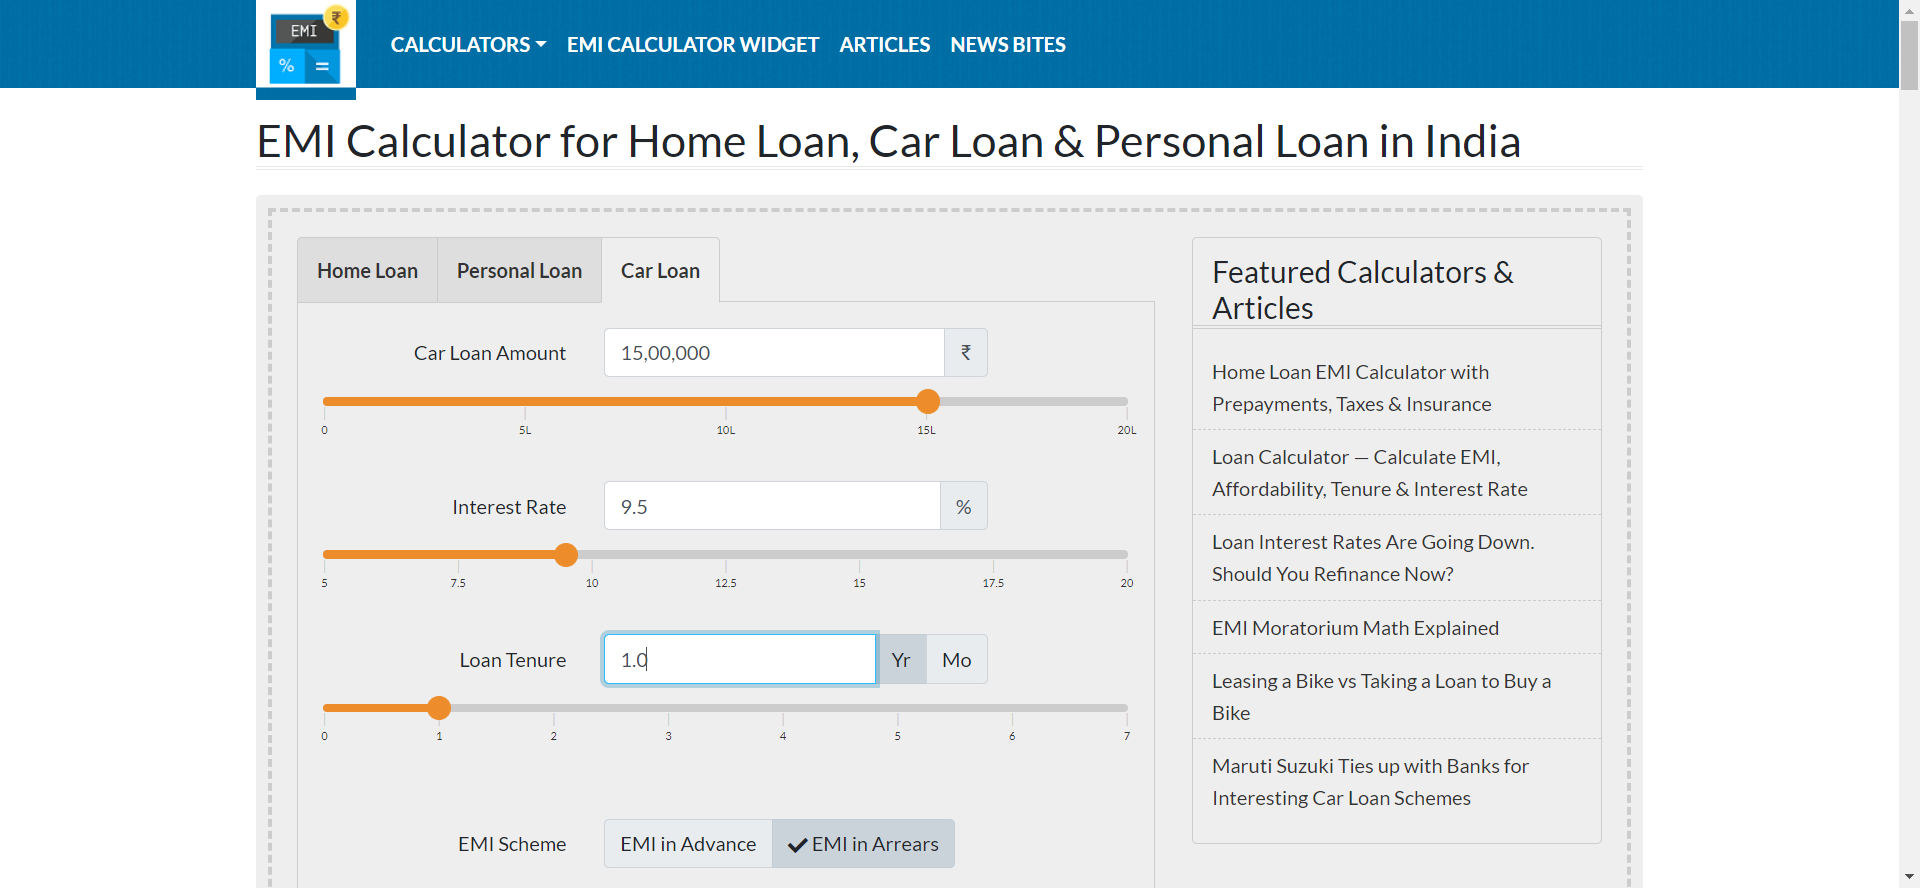 EMI
%
=
₹
CALCULATORS
EMI CALCULATOR WIDGET
ARTICLES
NEWS BITES
EMI Calculator for Home Loan, Car Loan & Personal Loan in India
Home Loan
Personal Loan
Car Loan
Car Loan Amount
15,00,000
₹
0
5L
10L
15L
20L
Interest Rate
9.5
%
5
7.5
10
12.5
15
17.5
20
Loan Tenure
1.0
Yr
Mo
0
1
2
3
4
5
6
7
EMI Scheme
EMI in Advance
EMI in Arrears
Featured Calculators &
Articles
Home Loan EMI Calculator with
Prepayments, Taxes & Insurance
Loan Calculator — Calculate EMI,
Affordability, Tenure & Interest Rate
Loan Interest Rates Are Going Down.
Should You Refinance Now?
EMI Moratorium Math Explained
Leasing a Bike vs Taking a Loan to Buy a
Bike
Maruti Suzuki Ties up with Banks for
Interesting Car Loan Schemes